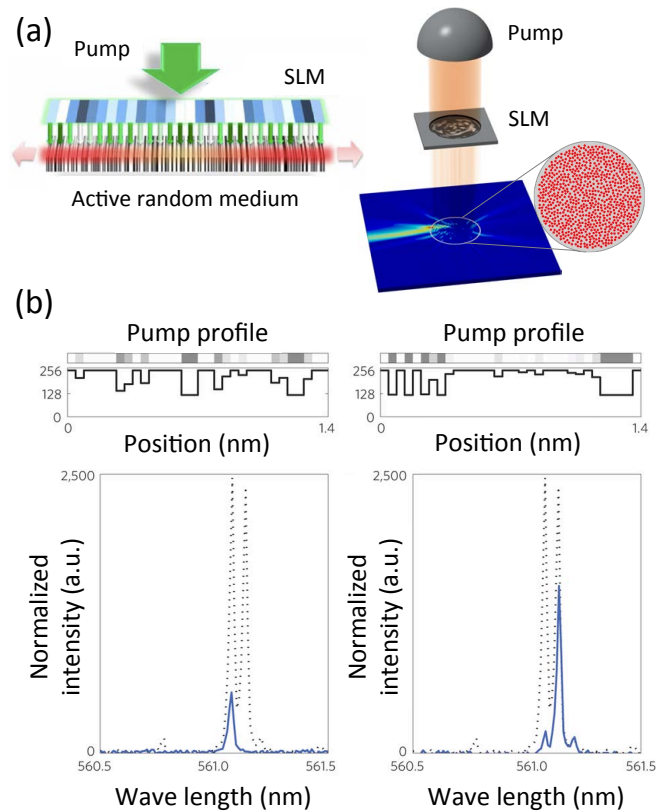 (a)
Pump
SLM
Active random medium
Pump
SLM
(b)
Pump profile
256
128
0
0
1.4
Position (nm)
Pump profile
256
128
0
0
1.4
Position (nm)
2,500
Normalized
intensity (a.u.)
0
560.5
561.0
561.5
Wave length (nm)
2,500
Normalized
intensity (a.u.)
0
560.5
561.0
561.5
Wave length (nm)